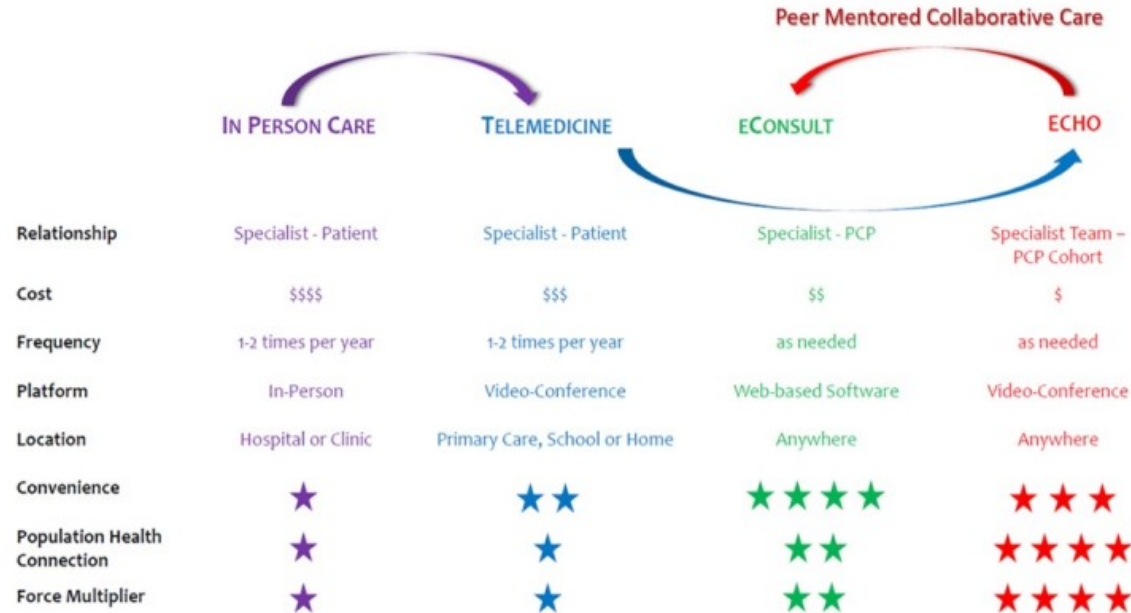 Peer Mentored Collaborative Care
IN PERSON CARE TELEMEDICINE ECONSULT ECHO
Relationship Specialist - Patient Specialist - Patient Specialist - PCP Specialist Team –
PCP Cohort
Cost $$$$ $$$ $$ $
Frequency 1-2 times per year 1-2 times per year as needed as needed
Platform In-Person Video-Conference Web-based Software Video-Conference
Location Hospital or Clinic Primary Care, School or Home Anywhere Anywhere
Convenience
Population Health
Connection
Force Multiplier